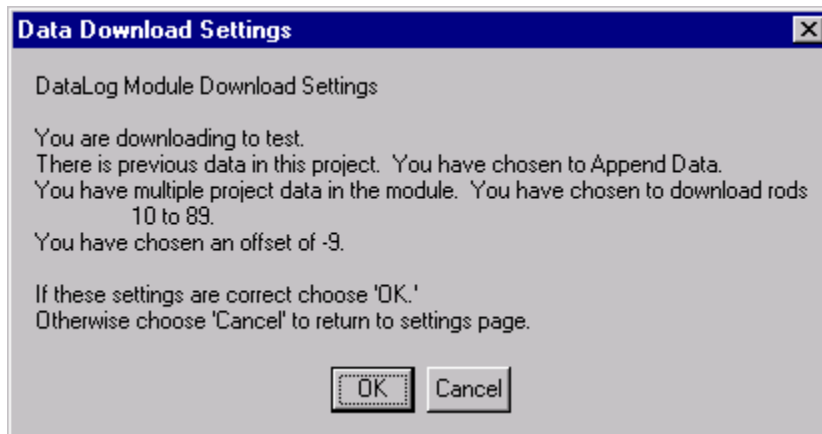 Data Download Settings
DataLog Module Download Settings
You are downloading to test.
There is previous data in this project.  You have chosen to Append Data.
You have multiple project data in the module.  You have chosen to download rods
10 to 89.
You have chosen an offset of -9.
If these settings are correct choose 'OK.'
Otherwise choose 'Cancel' to return to settings page.
OK Cancel